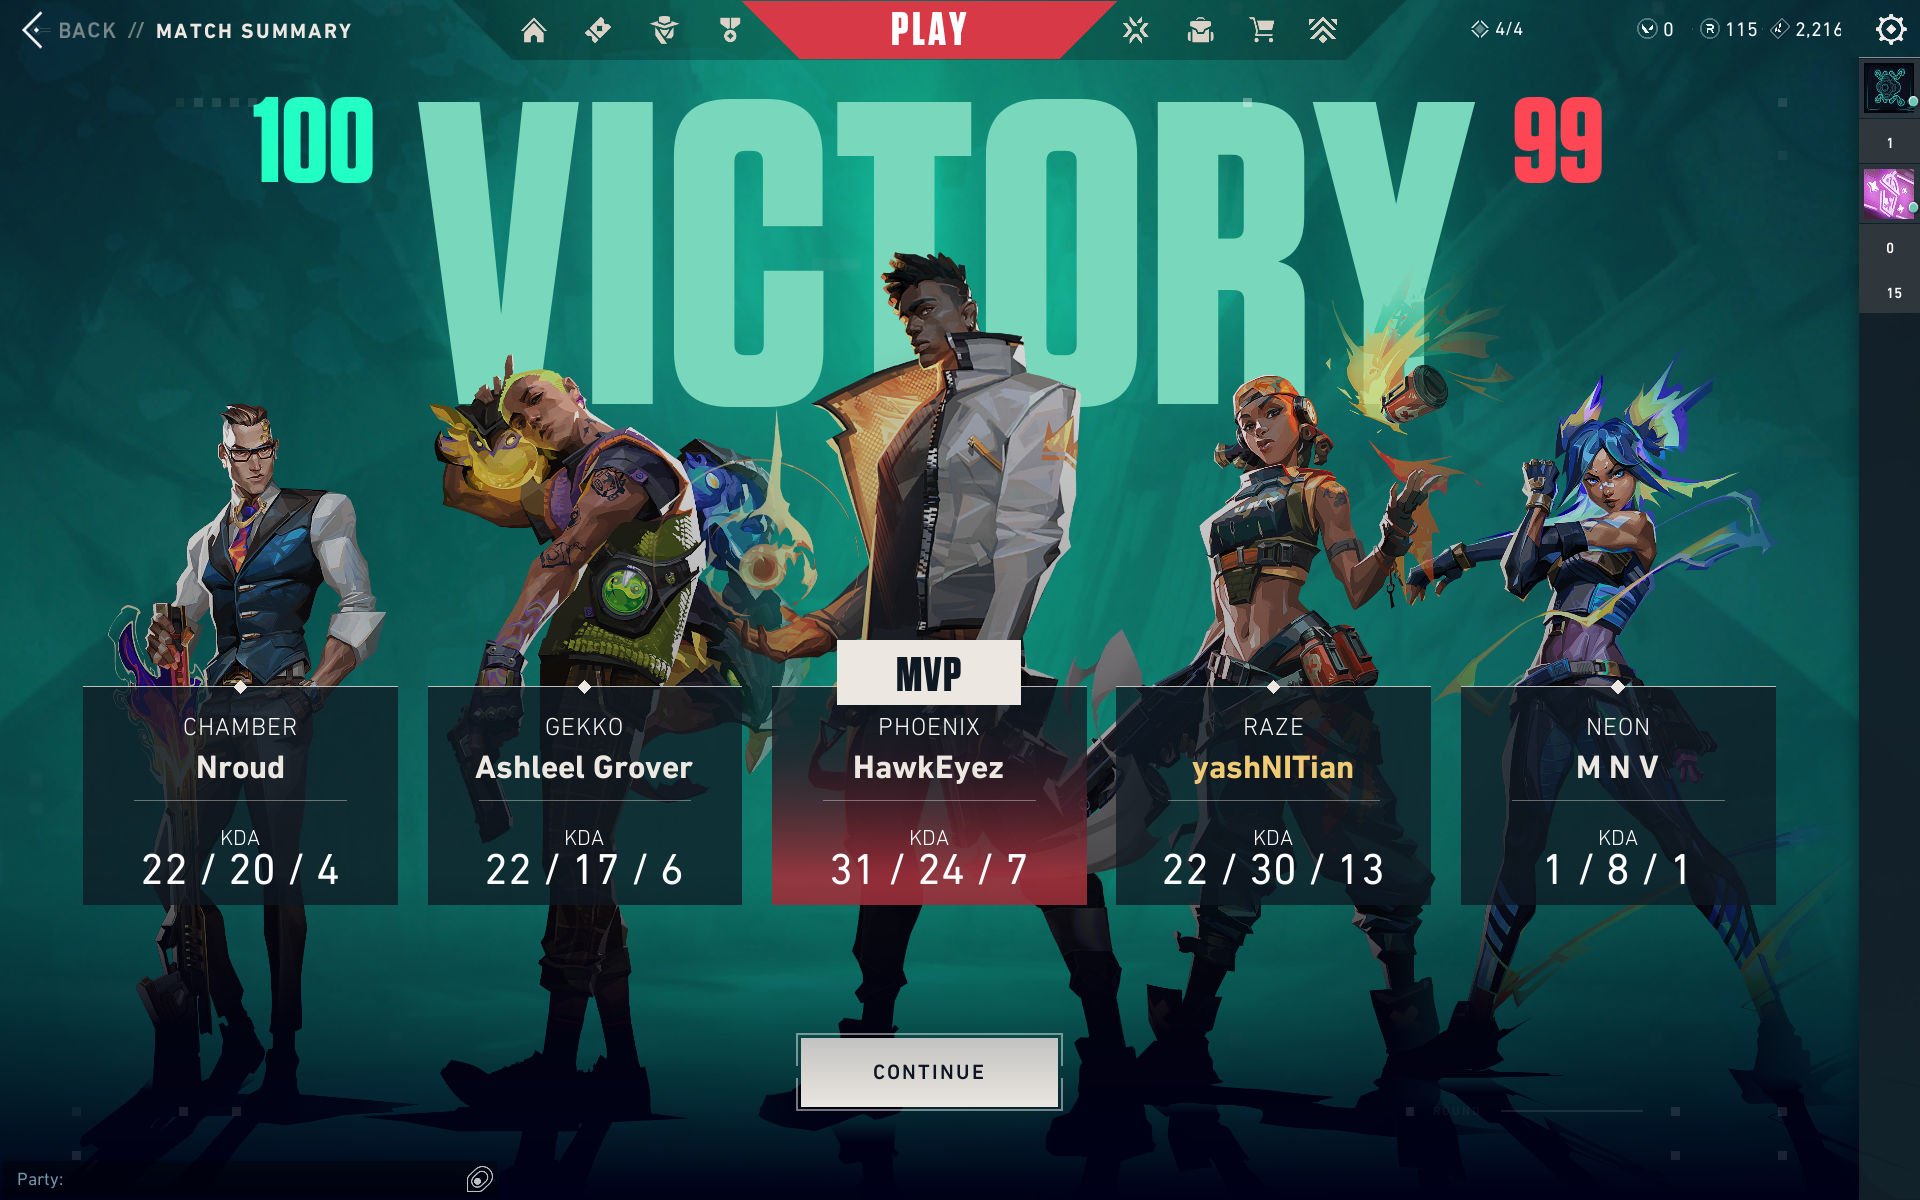 BACK // MATCH SUMMARY
PLAY
4/4
0
115
2,216
100
VICTORY
99
1
0
15
MVP
CHAMBER
Nroud
KDA
22 / 20 / 4
GEKKO
Ashleel Grover
KDA
22 / 17 / 6
PHOENIX
HawkEyez
KDA
31 / 24 / 7
RAZE
yashNITian
KDA
22 / 30 / 13
NEON
M N V
KDA
1 / 8 / 1
CONTINUE
ROUND
Party: